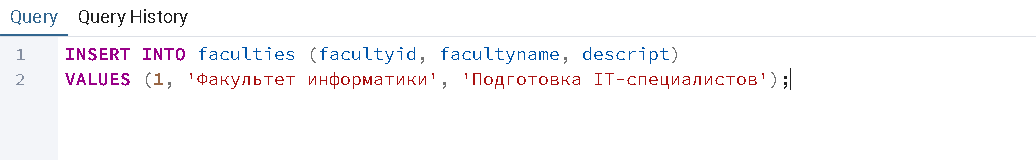 Query Query History
1 INSERT INTO faculties (facultyid, facultyname, descript)
2 VALUES (1, 'Факультет информатики', 'Подготовка IT-специалистов');